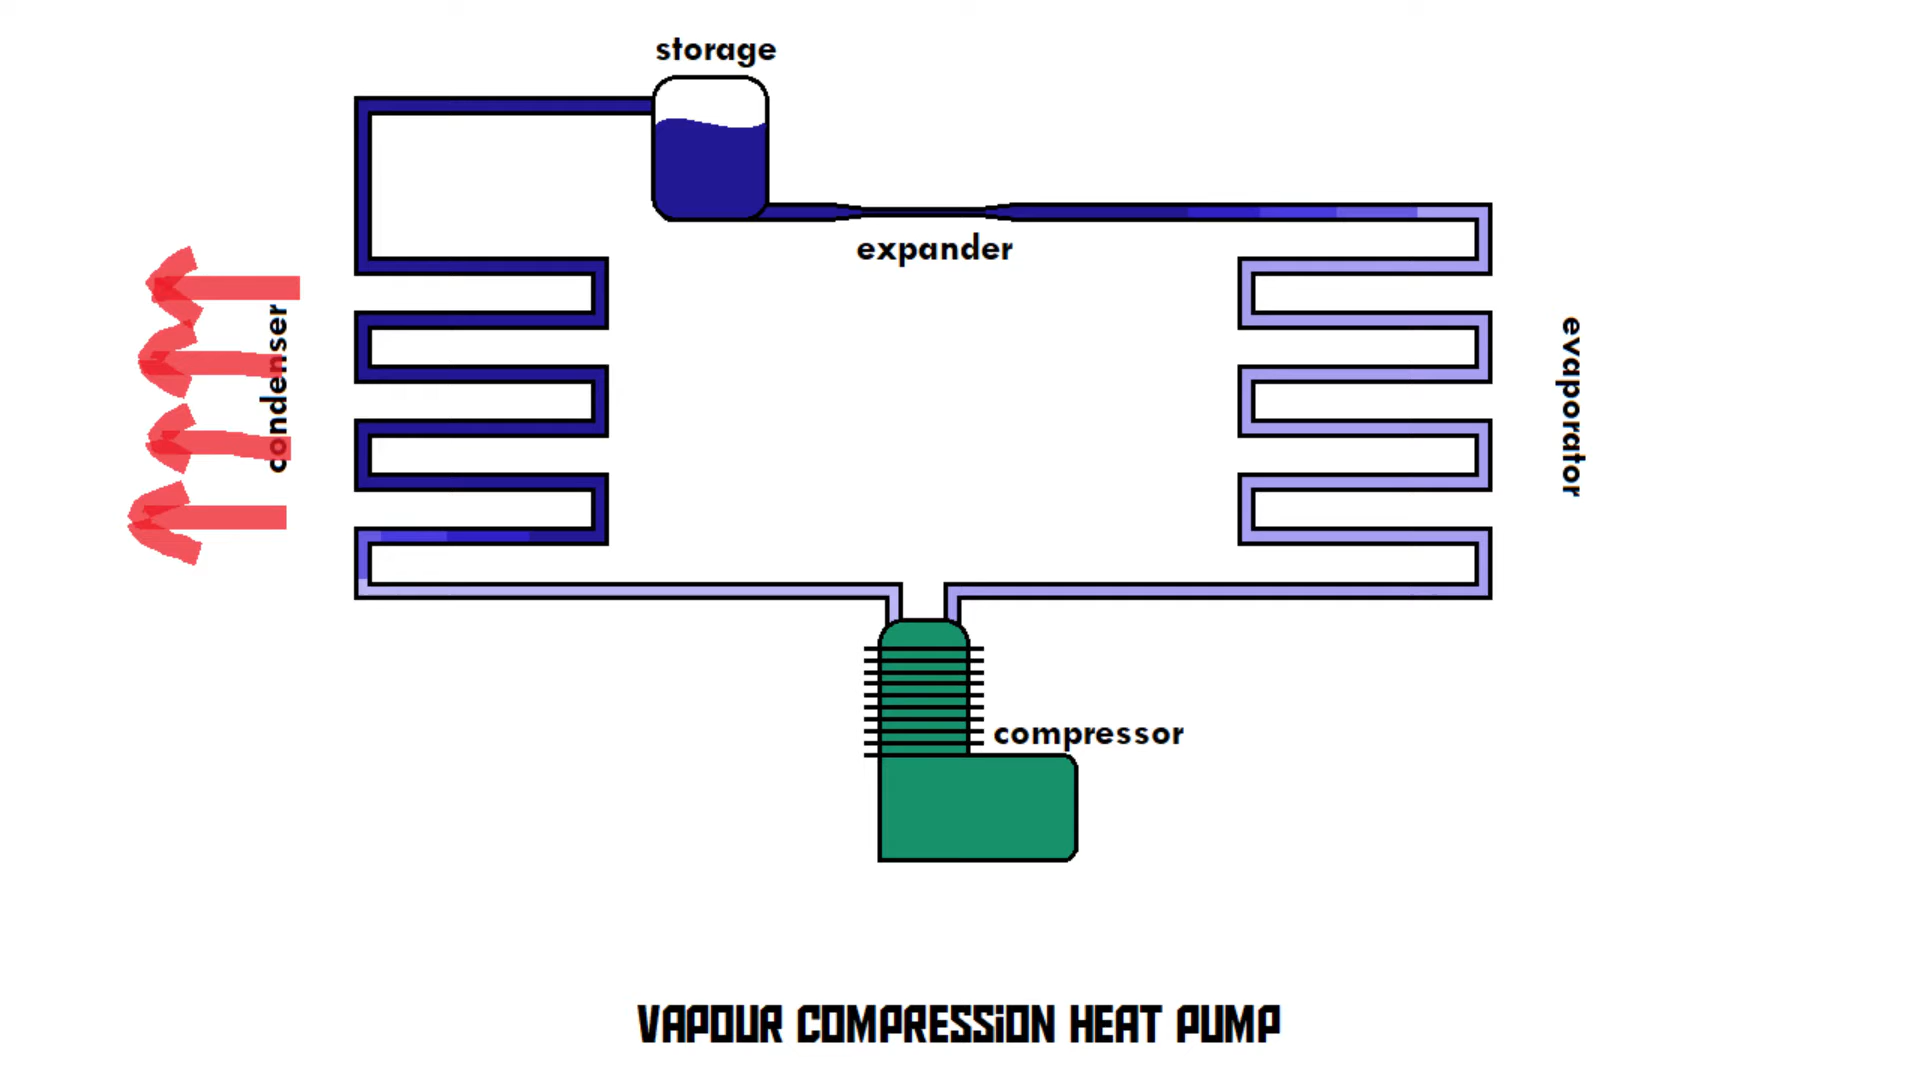 storage
expander
condenser
evaporator
compressor
VAPOUR COMPRESSION HEAT PUMP